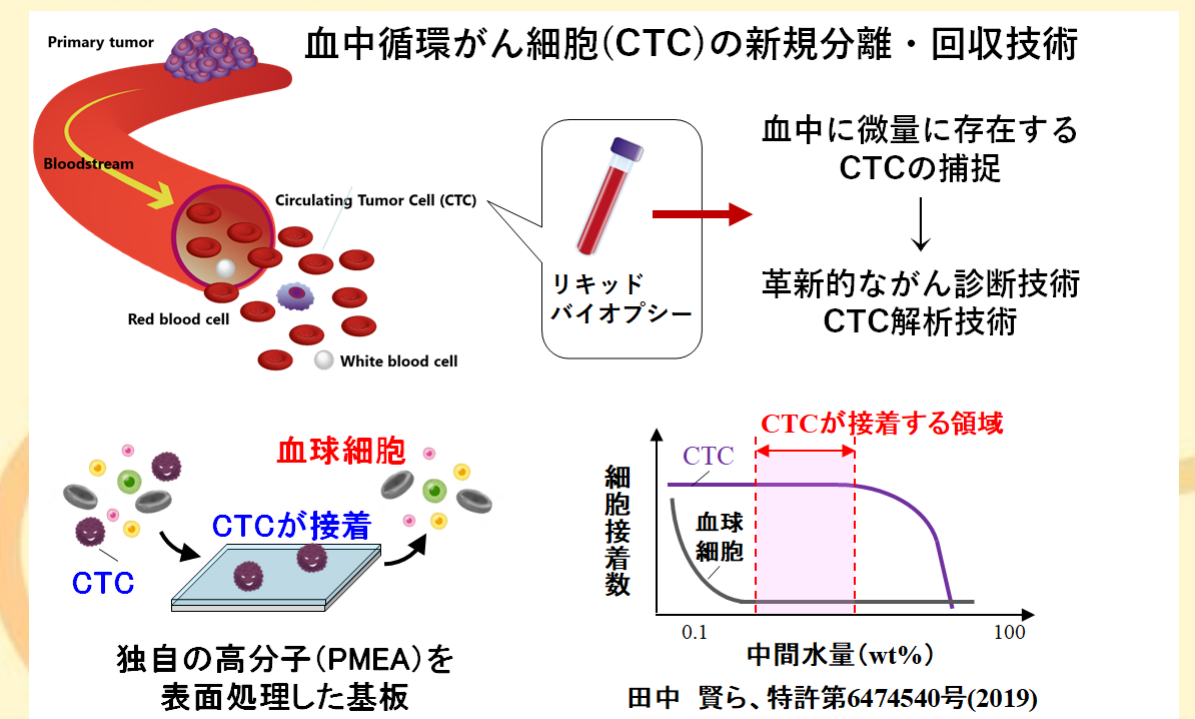 血中循環がん細胞(CTC)の新規分離・回収技術
Primary tumor
Bloodstream
Circulating Tumor Cell (CTC)
Red blood cell
White blood cell
リキッド
バイオプシー
血中に微量に存在する
CTCの捕捉
革新的ながん診断技術
CTC解析技術
血球細胞
CTCが接着
CTC
独自の高分子(PMEA)を
表面処理した基板
CTCが接着する領域
CTC
血球
細胞
細胞接着数
0.1
100
中間水量(wt%)
田中 賢ら、特許第6474540号(2019)